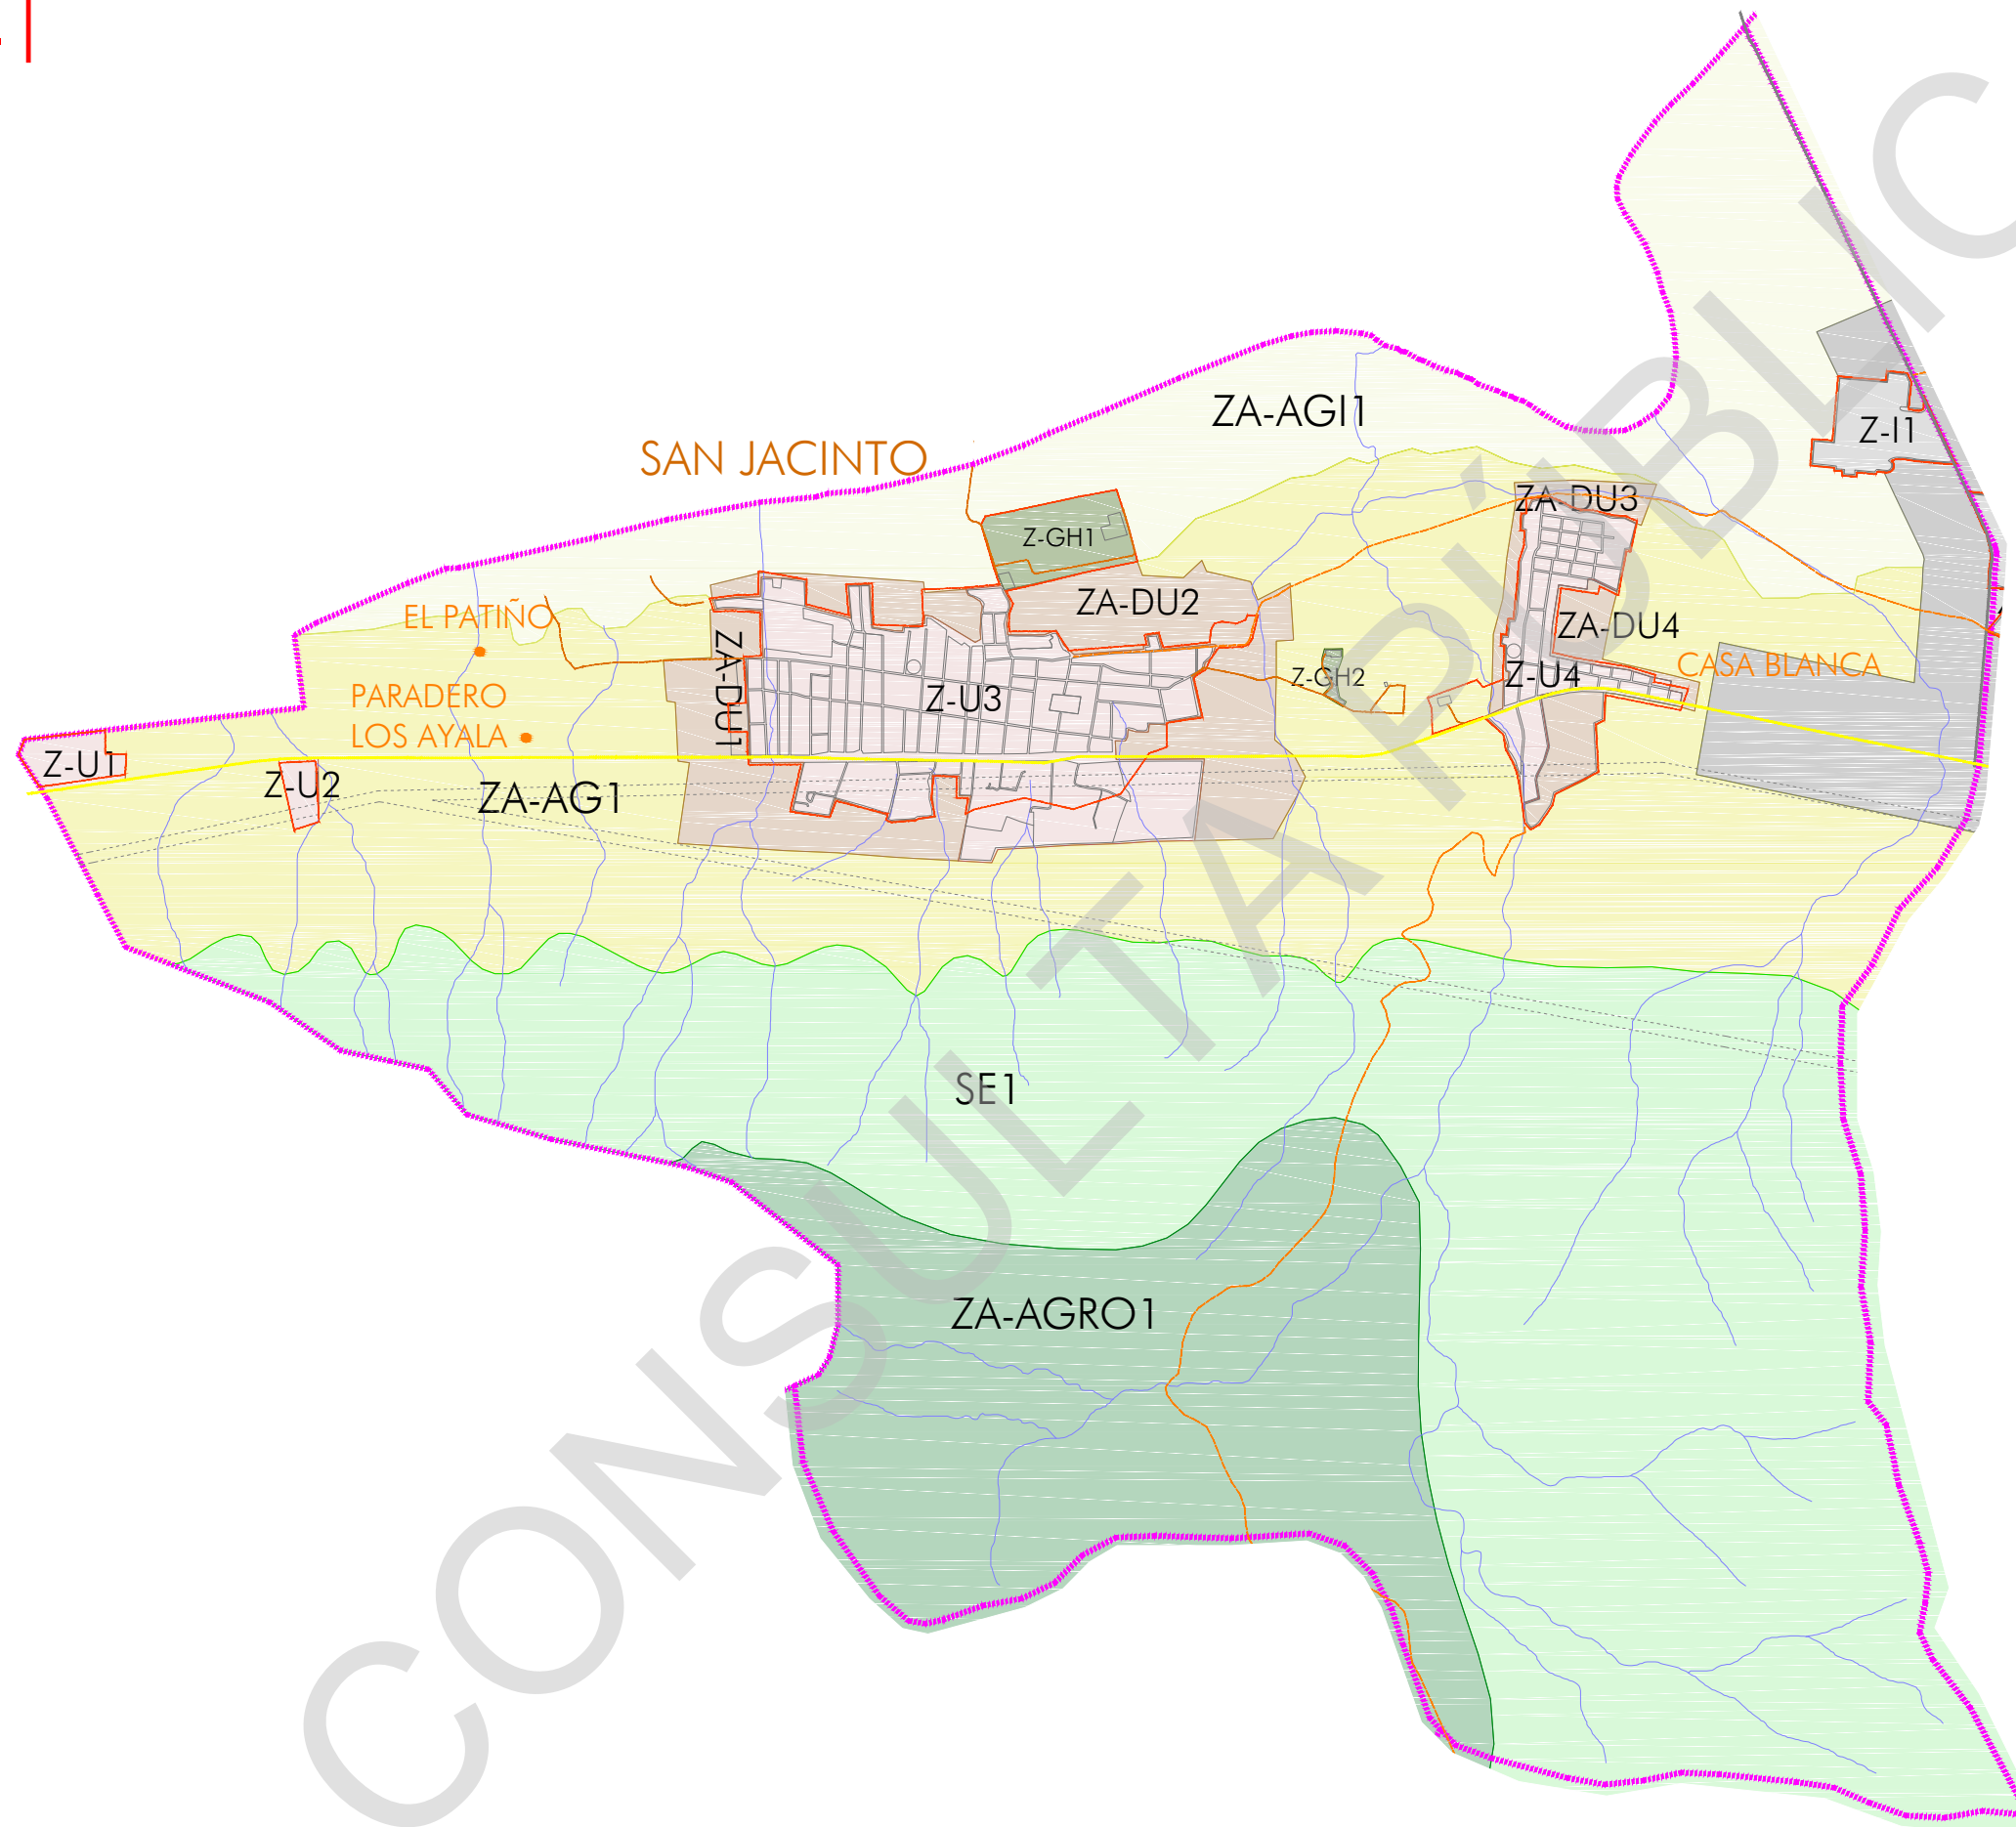 ZA-AGI1
Z-I1
SAN JACINTO
ZA-DU3
Z-GH1
EL PATIÑO
ZA-DU2
ZA-DU4
ZA-DU1
CASA BLANCA
Z-GH2
Z-U4
PARADERO
LOS AYALA
Z-U3
Z-U1
Z-U2
ZA-AG1
SE1
ZA-AGRO1
CONSULTA PÚBLIC